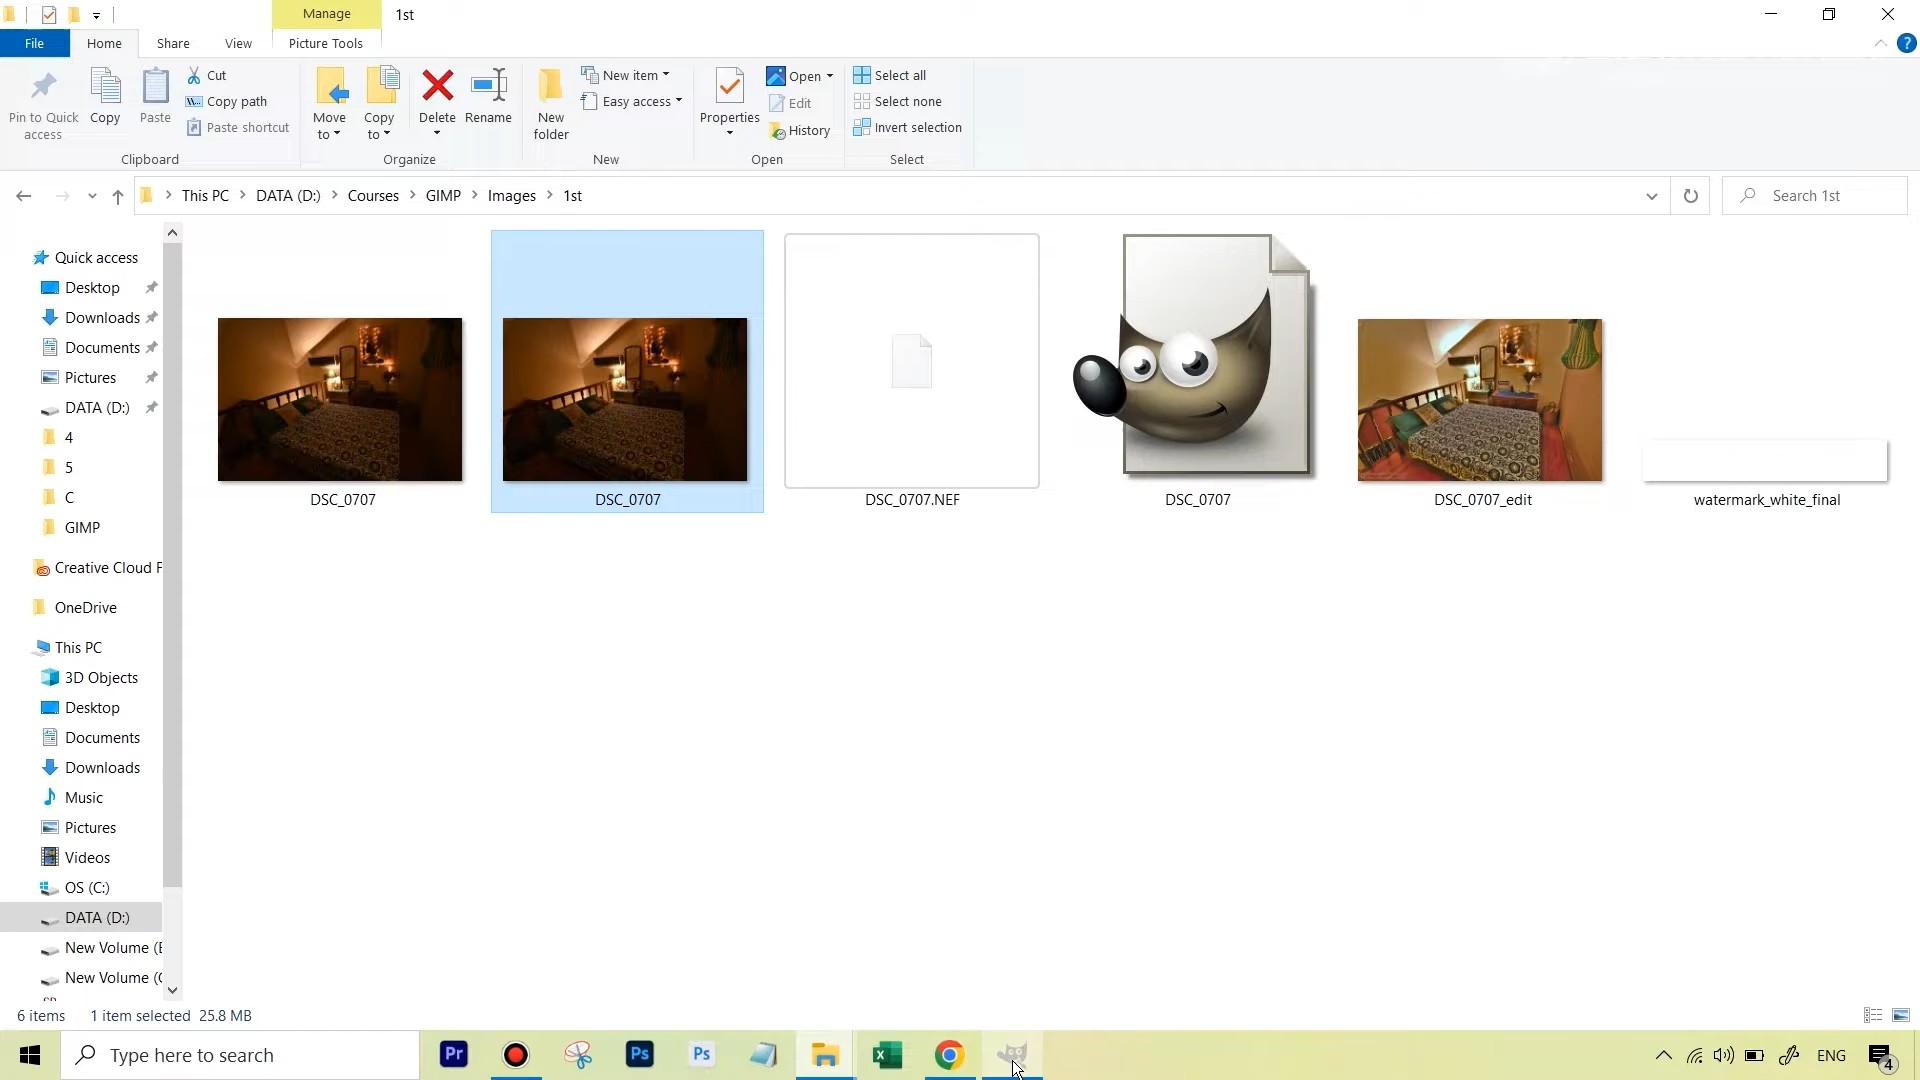 Manage
1st
File
Home
Share
View
Picture Tools
Pin to Quick access
Copy
Paste
Cut
Copy path
Paste shortcut
Clipboard
Move to
Copy to
Delete
Rename
Organize
New folder
New item
Easy access
New
Properties
Open
Edit
History
Open
Select all
Select none
Invert selection
Select
This PC
DATA (D:)
Courses
GIMP
Images
1st
Search 1st
Quick access
Desktop
Downloads
Documents
Pictures
DATA (D:)
4
5
C
GIMP
Creative Cloud F
OneDrive
This PC
3D Objects
Desktop
Documents
Downloads
Music
Pictures
Videos
OS (C:)
DATA (D:)
New Volume (E
New Volume (
DSC_0707
DSC_0707
DSC_0707.NEF
DSC_0707
DSC_0707_edit
watermark_white_final
6 items
1 item selected 25.8 MB
Type here to search
Pr
Ps
Ps
ENG
4